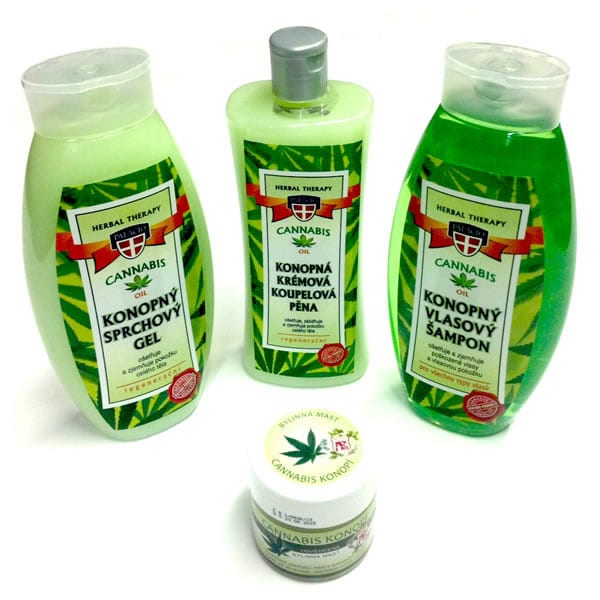 HERBAL THERAPY
PALACIO
CANNABIS
OIL
KONOPNÝ
SPRCHOVÝ
GEL
ošetřuje
a zjemňuje pokožku
celého těla
regenerační
HERBAL THERAPY
PALACIO
CANNABIS
OIL
KONOPNÁ
KRÉMOVÁ
KOUPELOVÁ
PĚNA
ošetřuje, zklidňuje
a zjemňuje pokožku
celého těla
regenerační
HERBAL THERAPY
PALACIO
CANNABIS
OIL
KONOPNÝ
VLASOVÝ
ŠAMPON
ošetřuje a zjemňuje
poškozené vlasy
a vlasovou pokožku
pro všechny typy vlasů
BYLINNÁ MAST
CANNABIS KONOPÍ
CANNABIS KONOPÍ
BYLINNÁ MAST